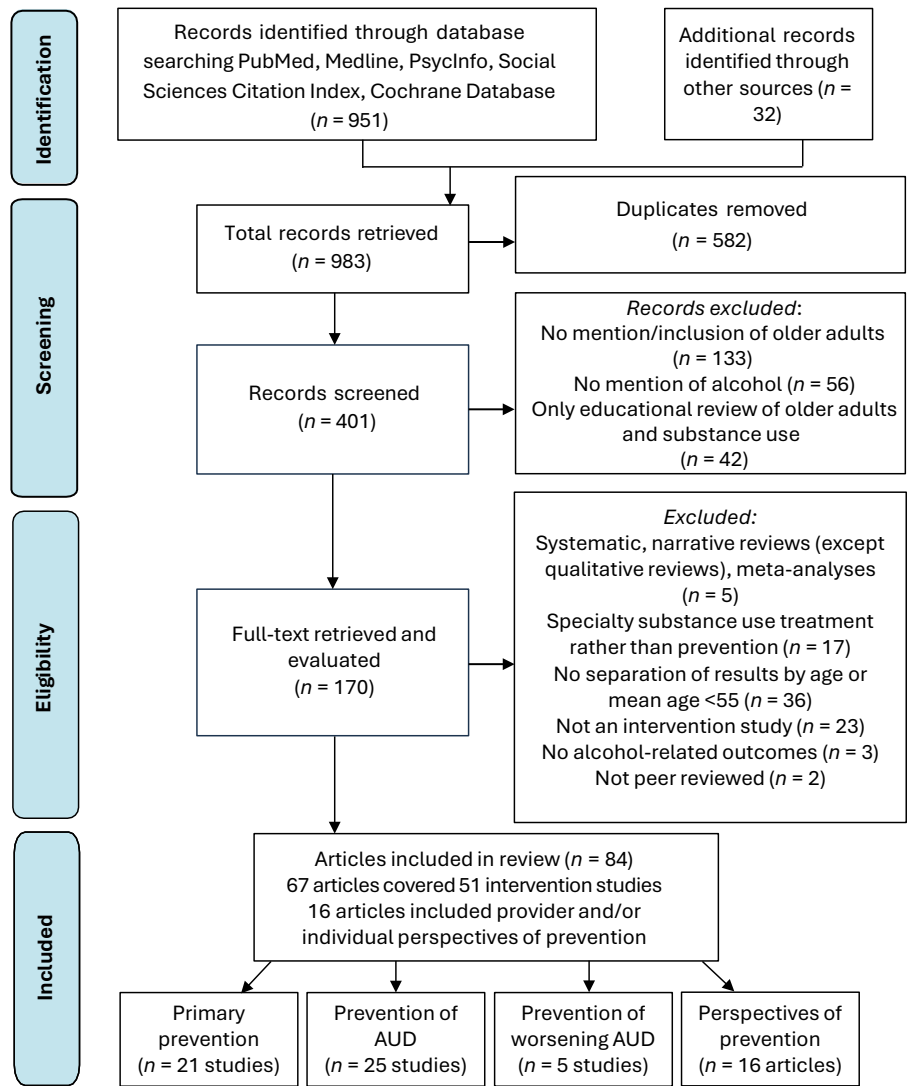 Identification
Records identified through database
searching PubMed, Medline, PsycInfo, Social
Sciences Citation Index, Cochrane Database
(n = 951)
Additional records
identified through
other sources (n =
32)
Screening
Total records retrieved
(n = 983)
Duplicates removed
(n = 582)
Records screened
(n = 401)
Records excluded:
No mention/inclusion of older adults
(n = 133)
No mention of alcohol (n = 56)
Only educational review of older adults
and substance use
(n = 42)
Eligibility
Full-text retrieved and
evaluated
(n = 170)
Excluded:
Systematic, narrative reviews (except
qualitative reviews), meta-analyses
(n = 5)
Specialty substance use treatment
rather than prevention (n = 17)
No separation of results by age or
mean age <55 (n = 36)
Not an intervention study (n = 23)
No alcohol-related outcomes (n = 3)
Not peer reviewed (n = 2)
Included
Articles included in review (n = 84)
67 articles covered 51 intervention studies
16 articles included provider and/or
individual perspectives of prevention
Primary
prevention
(n = 21 studies)
Prevention of
AUD
(n = 25 studies)
Prevention of
worsening AUD
(n = 5 studies)
Perspectives of
prevention
(n = 16 articles)